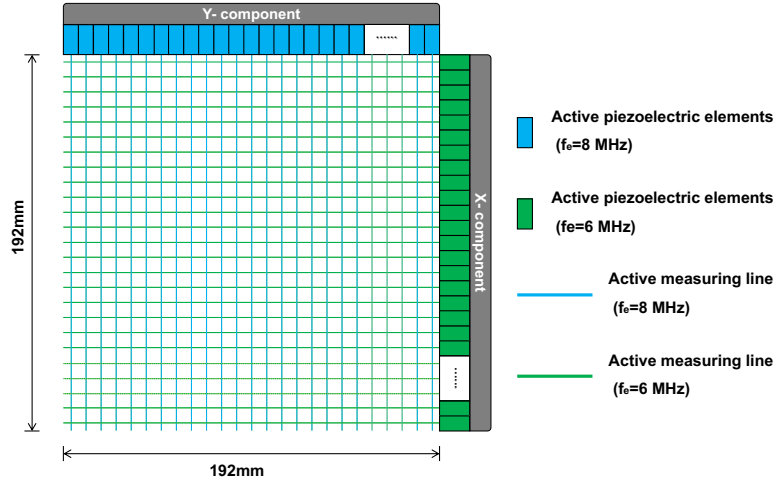 Y- component
......
X- component
......
192mm
192mm
Active piezoelectric elements
(fₑ=8 MHz)
Active piezoelectric elements
(fe=6 MHz)
Active measuring line
(fₑ=8 MHz)
Active measuring line
(fₑ=6 MHz)